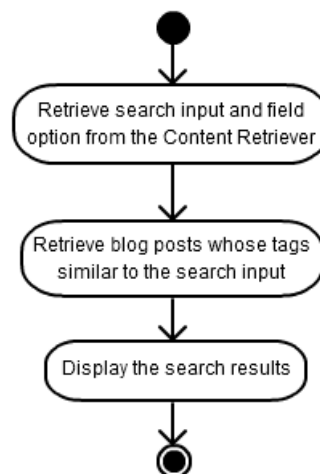 Retrieve search input and field
option from the Content Retriever
Retrieve blog posts whose tags
similar to the search input
Display the search results